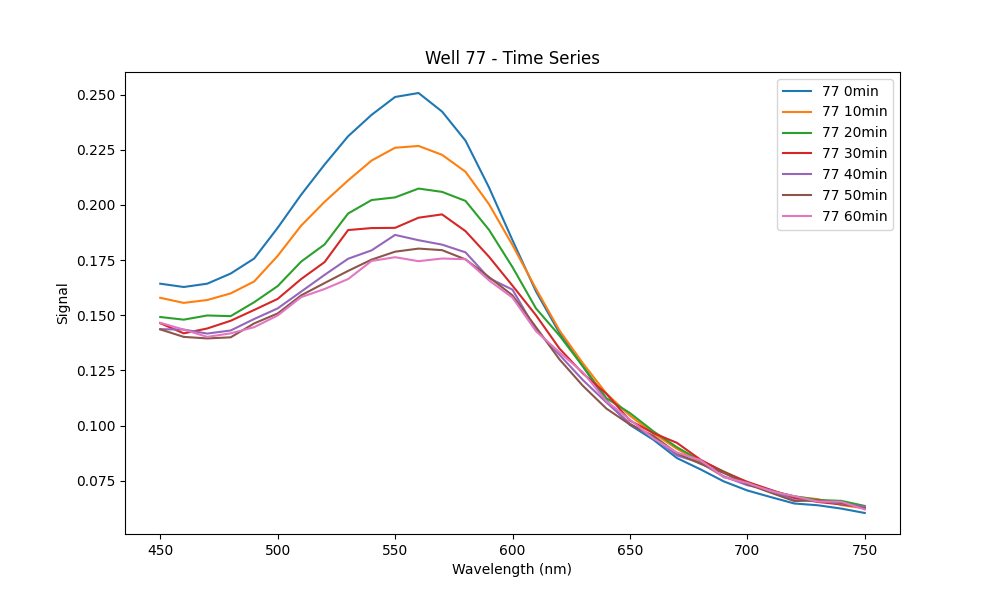 Well 77 - Time Series
77 0min
77 10min
77 20min
77 30min
77 40min
77 50min
77 60min
Signal
0.250
0.225
0.200
0.175
0.150
0.125
0.100
0.075
450 500 550 600 650 700 750
Wavelength (nm)